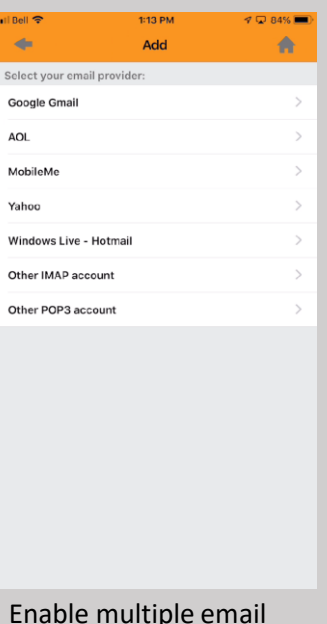 Bell 1:13 PM 84%
Add
Select your email provider:
Google Gmail
AOL
MobileMe
Yahoo
Windows Live - Hotmail
Other IMAP account
Other POP3 account
Enable multiple email